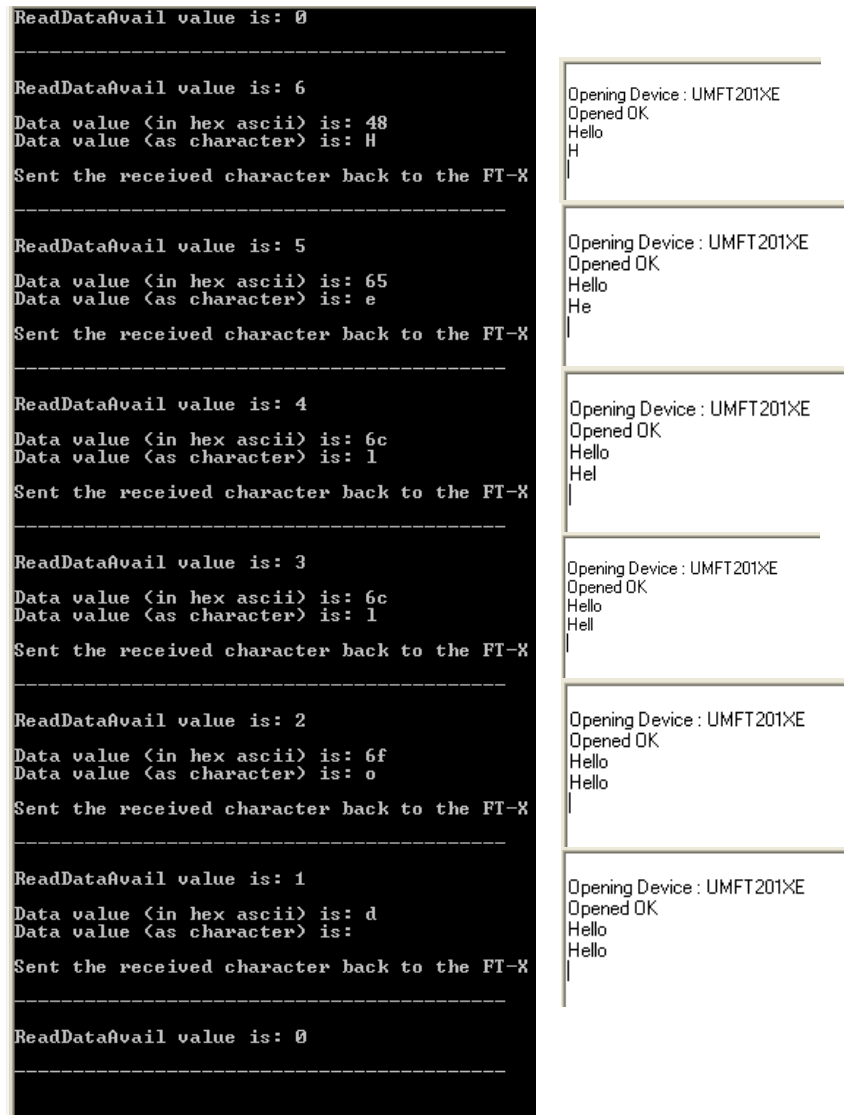 ReadDataAvail value is: 0
------------------------------------------
ReadDataAvail value is: 6
Data value (in hex ascii) is: 48
Data value (as character) is: H
Sent the received character back to the FT-X
------------------------------------------
ReadDataAvail value is: 5
Data value (in hex ascii) is: 65
Data value (as character) is: e
Sent the received character back to the FT-X
------------------------------------------
ReadDataAvail value is: 4
Data value (in hex ascii) is: 6c
Data value (as character) is: l
Sent the received character back to the FT-X
------------------------------------------
ReadDataAvail value is: 3
Data value (in hex ascii) is: 6c
Data value (as character) is: l
Sent the received character back to the FT-X
------------------------------------------
ReadDataAvail value is: 2
Data value (in hex ascii) is: 6f
Data value (as character) is: o
Sent the received character back to the FT-X
------------------------------------------
ReadDataAvail value is: 1
Data value (in hex ascii) is: d
Data value (as character) is:
Sent the received character back to the FT-X
------------------------------------------
ReadDataAvail value is: 0
------------------------------------------
Opening Device : UMFT201XE
Opened OK
Hello
H
Opening Device : UMFT201XE
Opened OK
Hello
He
Opening Device : UMFT201XE
Opened OK
Hello
Hel
Opening Device : UMFT201XE
Opened OK
Hello
Hell
Opening Device : UMFT201XE
Opened OK
Hello
Hello
Opening Device : UMFT201XE
Opened OK
Hello
Hello